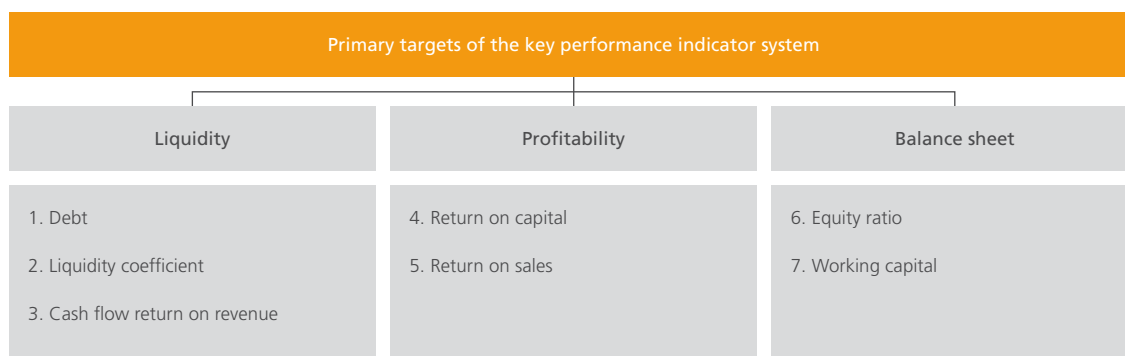 Primary targets of the key performance indicator system
Liquidity
Profitability
Balance sheet
1. Debt
2. Liquidity coefficient
3. Cash flow return on revenue
4. Return on capital
5. Return on sales
6. Equity ratio
7. Working capital